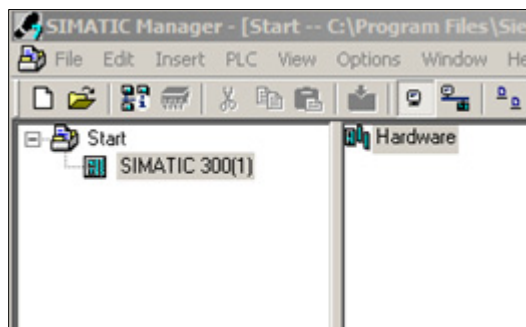 SIMATIC Manager - [Start -- C:\Program Files\Sie
File Edit Insert PLC View Options Window He
Start
Hardware
SIMATIC 300(1)